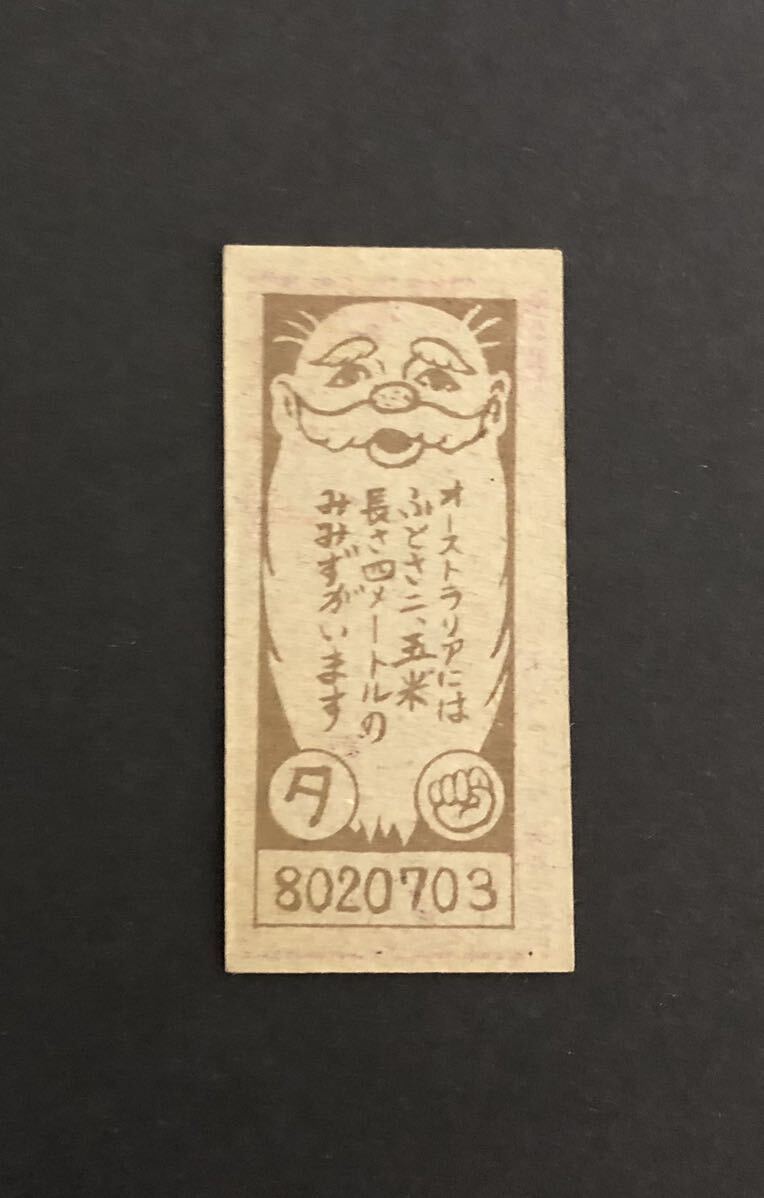 オーストラリアには
ふとさ二、五米
長さ四メートルの
みみずがいます
タ
8020703